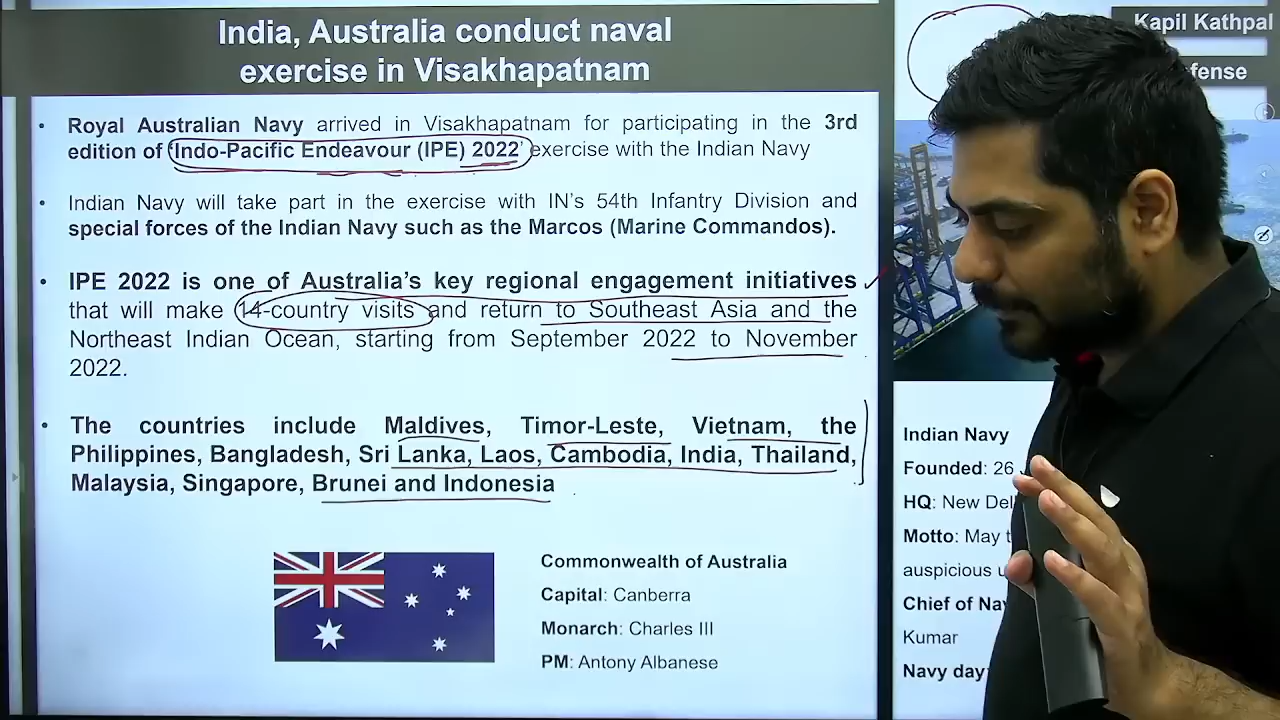 India, Australia conduct naval
exercise in Visakhapatnam
• Royal Australian Navy arrived in Visakhapatnam for participating in the 3rd
edition of 'Indo-Pacific Endeavour (IPE) 2022' exercise with the Indian Navy
• Indian Navy will take part in the exercise with IN's 54th Infantry Division and
special forces of the Indian Navy such as the Marcos (Marine Commandos).
• IPE 2022 is one of Australia's key regional engagement initiatives
that will make 14-country visits and return to Southeast Asia and the
Northeast Indian Ocean, starting from September 2022 to November
2022.
• The countries include Maldives, Timor-Leste, Vietnam, the
Philippines, Bangladesh, Sri Lanka, Laos, Cambodia, India, Thailand,
Malaysia, Singapore, Brunei and Indonesia
Commonwealth of Australia
Capital: Canberra
Monarch: Charles III
PM: Antony Albanese
Kapil Kathpal
Indian Navy
Founded: 26
HQ: New
Motto: May
auspicious
Chief of
Kumar
Navy day